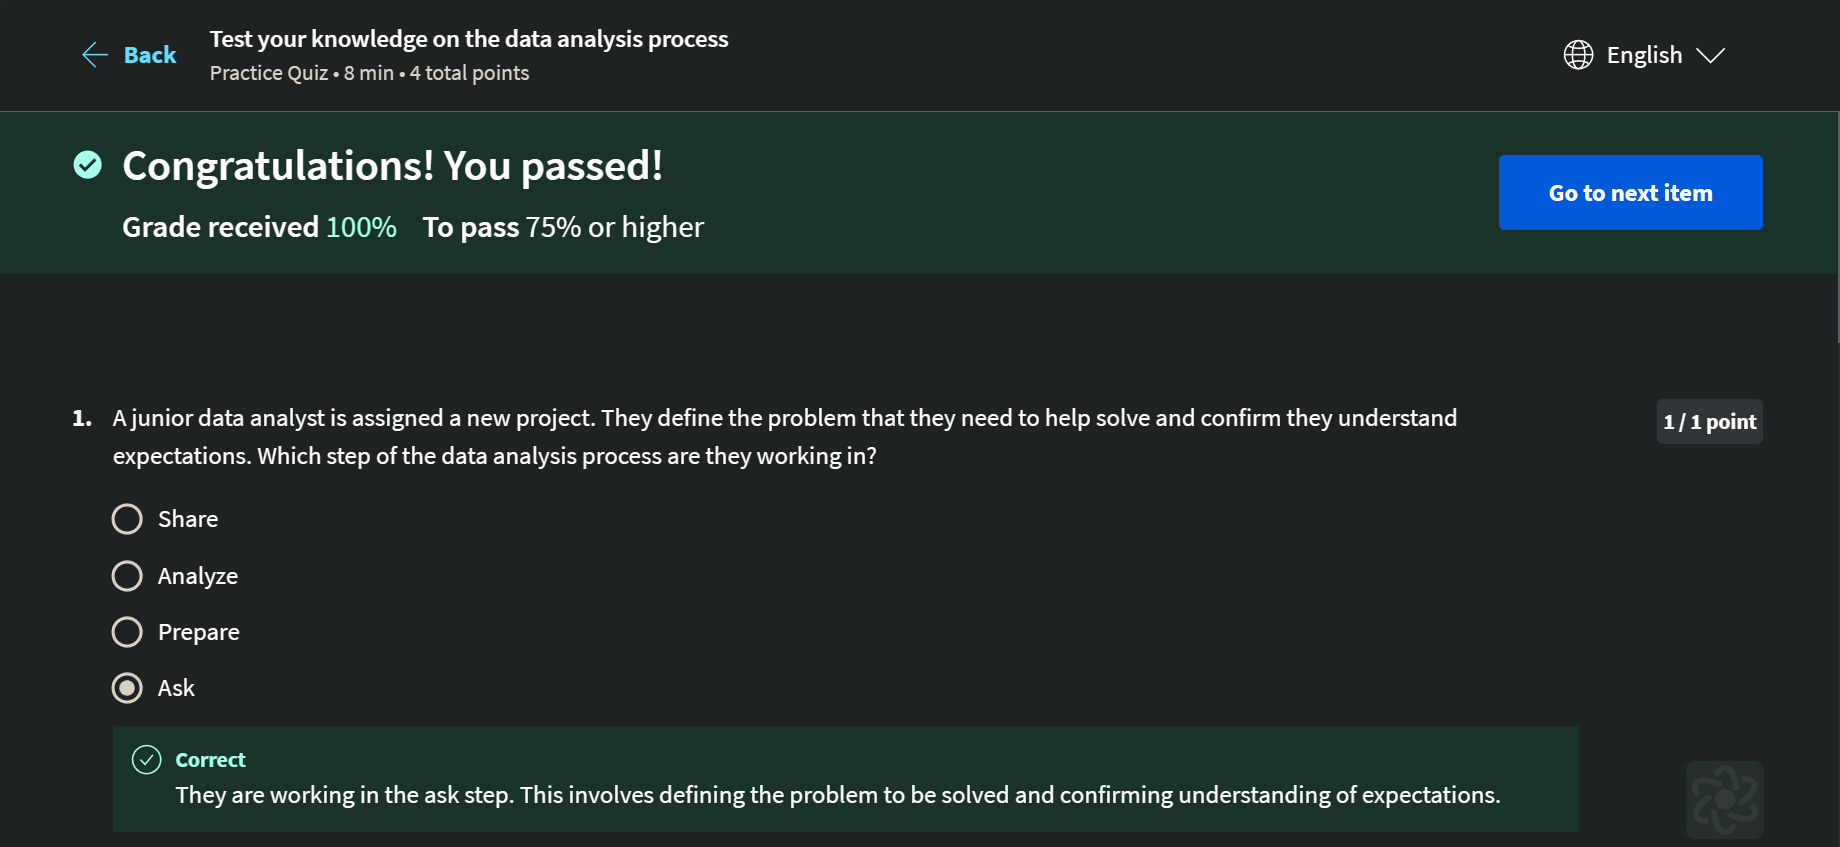 Back
Test your knowledge on the data analysis process
Practice Quiz • 8 min • 4 total points
English
Congratulations! You passed!
Grade received 100% To pass 75% or higher
Go to next item
1. A junior data analyst is assigned a new project. They define the problem that they need to help solve and confirm they understand
expectations. Which step of the data analysis process are they working in?
1 / 1 point
Share
Analyze
Prepare
Ask
Correct
They are working in the ask step. This involves defining the problem to be solved and confirming understanding of expectations.